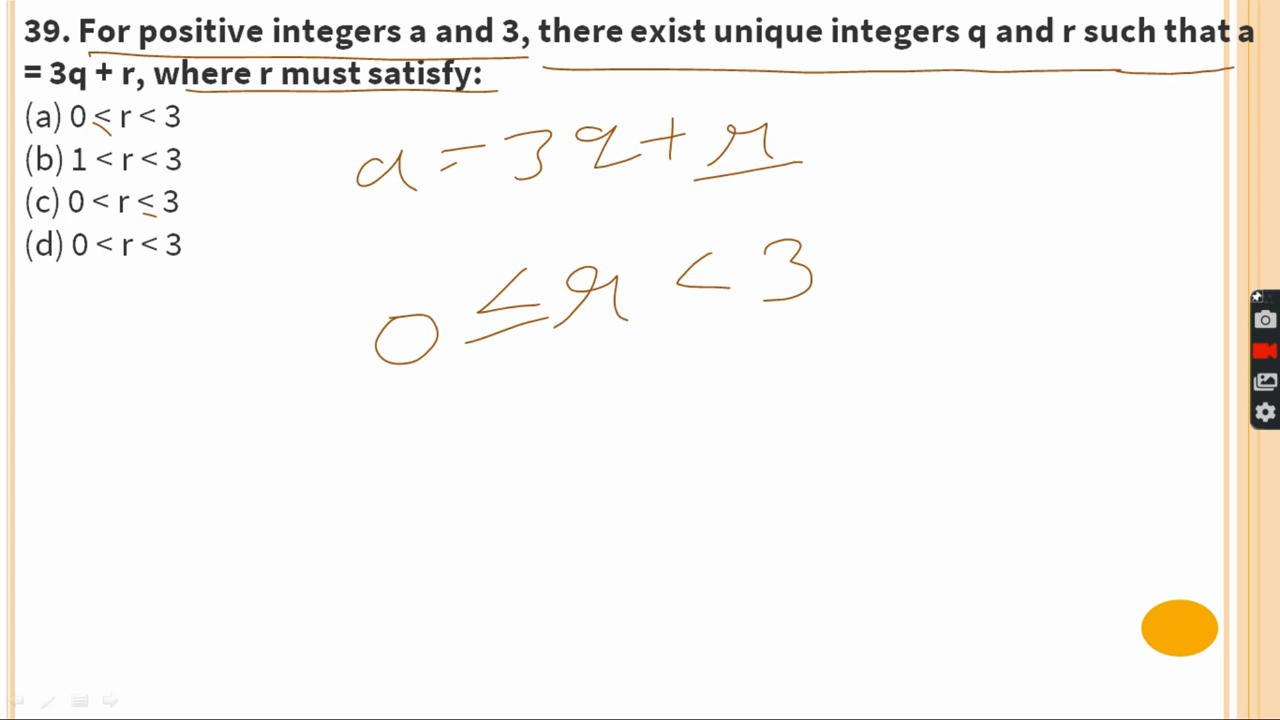 39. For positive integers a and 3, there exist unique integers q and r such that a
= 3q + r, where r must satisfy:
(a) 0 ≤ r < 3
(b) 1 < r < 3
(c) 0 < r ≤ 3
(d) 0 < r < 3
a = 3q + r
0 ≤ r < 3